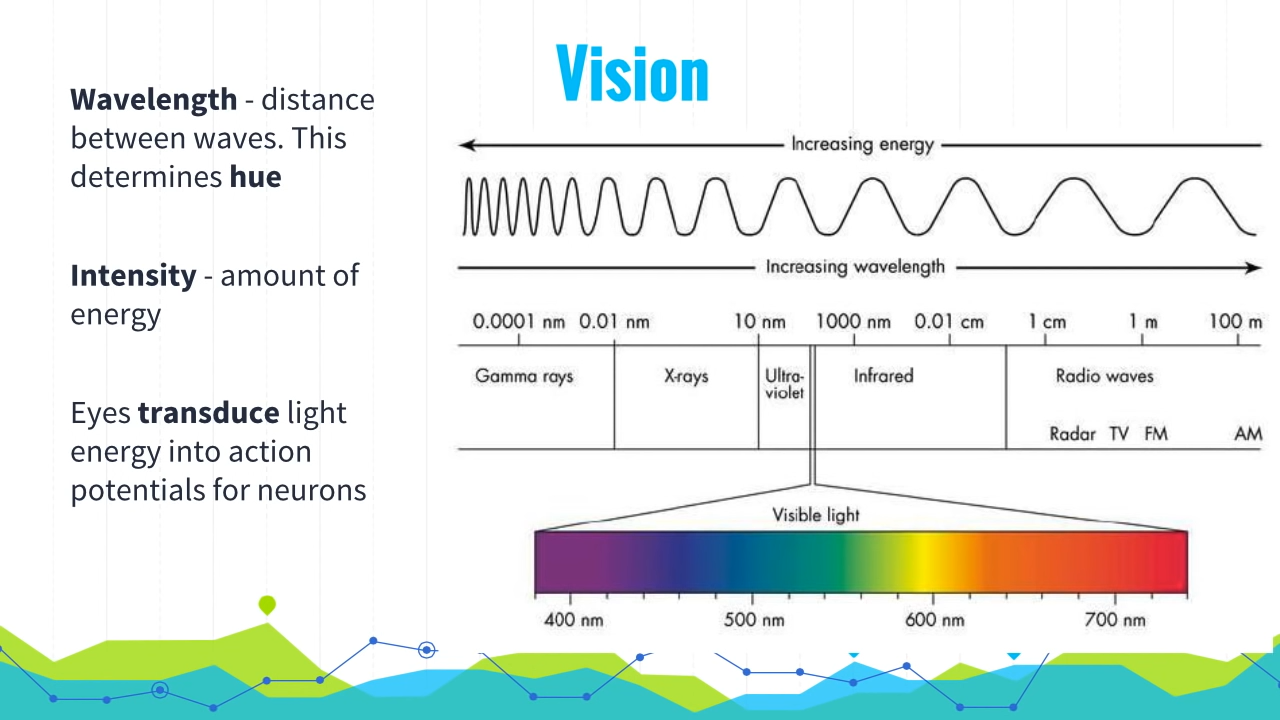 Vision
Wavelength - distance
between waves. This
determines hue
Intensity - amount of
energy
Eyes transduce light
energy into action
potentials for neurons
Increasing energy
Increasing wavelength
0.0001 nm 0.01 nm 10 nm 1000 nm 0.01 cm 1 cm 1 m 100 m
Gamma rays X-rays Ultra- Infrared Radio waves
violet
Radar TV FM AM
Visible light
400 nm 500 nm 600 nm 700 nm